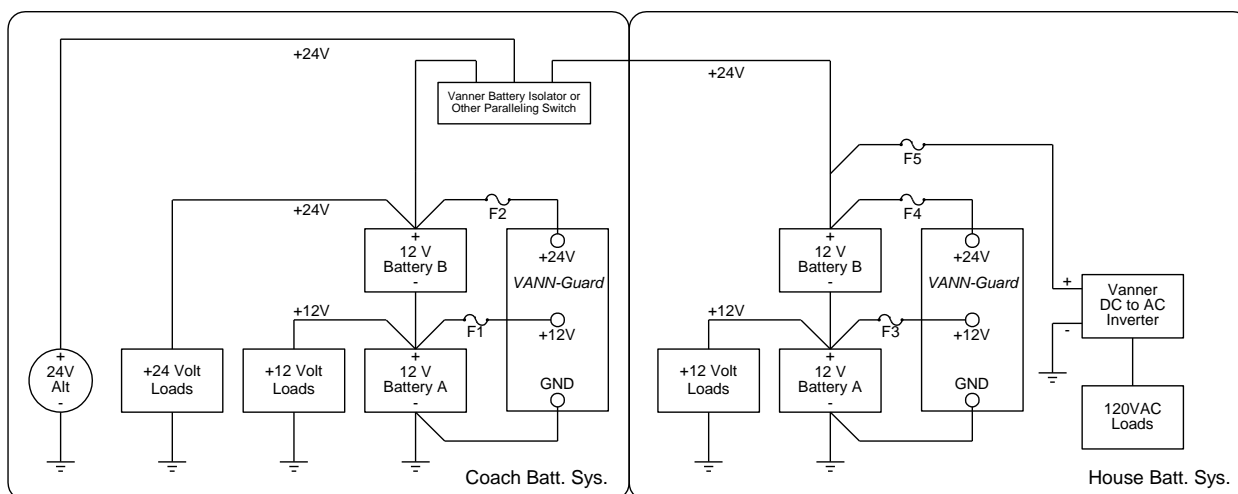 +24V
+24V
Vanner Battery Isolator or
Other Paralleling Switch
F5
+24V
F2
F4
+
12 V
Battery B
-
+24V
VANN-Guard
+
12 V
Battery B
-
+24V
VANN-Guard
+
Vanner
DC to AC
Inverter
-
+12V
F1
+12V
+12V
F3
+12V
+
24V
Alt
-
+24 Volt
Loads
+12 Volt
Loads
+
12 V
Battery A
-
GND
+12 Volt
Loads
+
12 V
Battery A
-
GND
120VAC
Loads
Coach Batt. Sys.
House Batt. Sys.